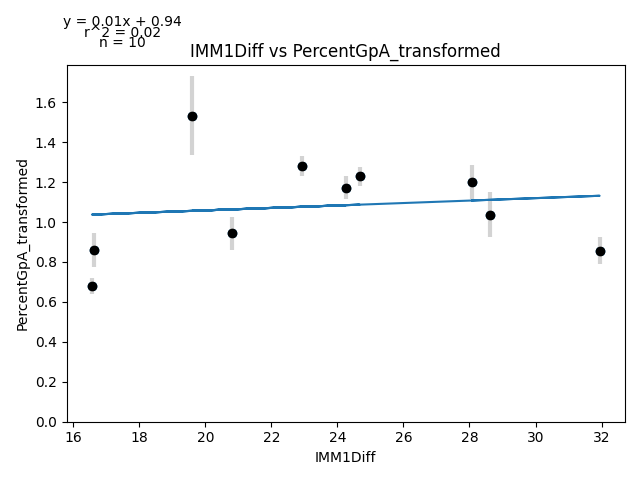 y = 0.01x + 0.94
r^2 = 0.02
n = 10
IMM1Diff vs PercentGpA_transformed
PercentGpA_transformed
1.6
1.4
1.2
1.0
0.8
0.6
0.4
0.2
0.0
16 18 20 22 24 26 28 30 32
IMM1Diff